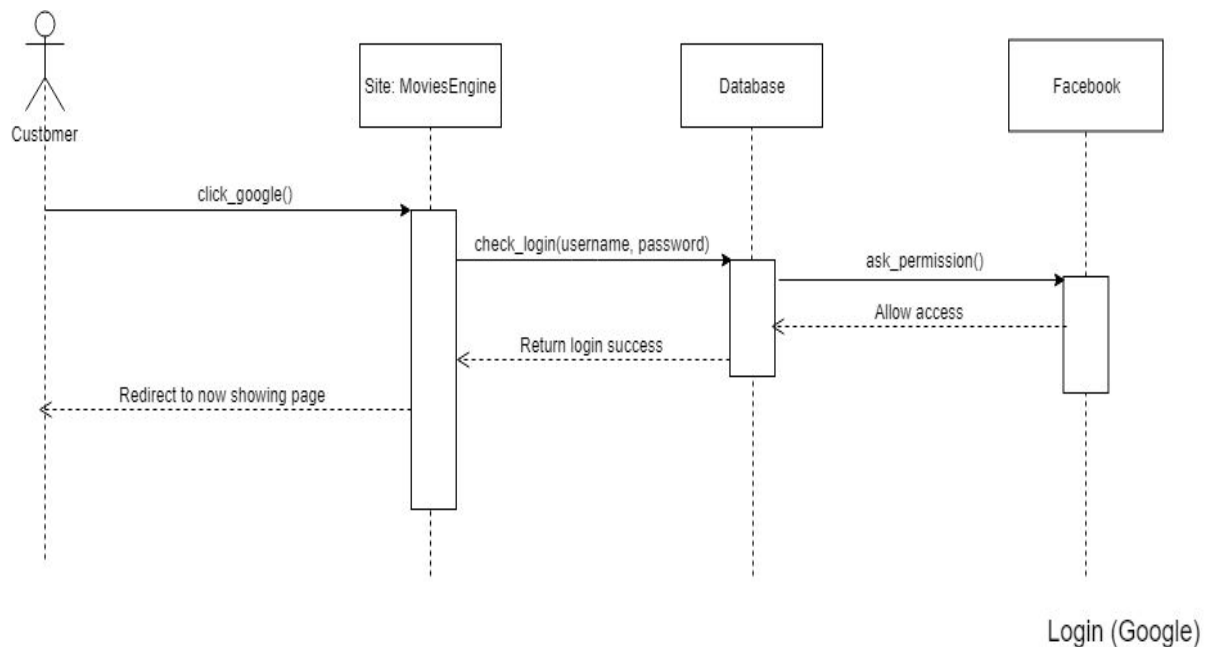 Customer
Site: MoviesEngine
Database
Facebook
click_google()
check_login(username, password)
ask_permission()
Allow access
Return login success
Redirect to now showing page
Login (Google)